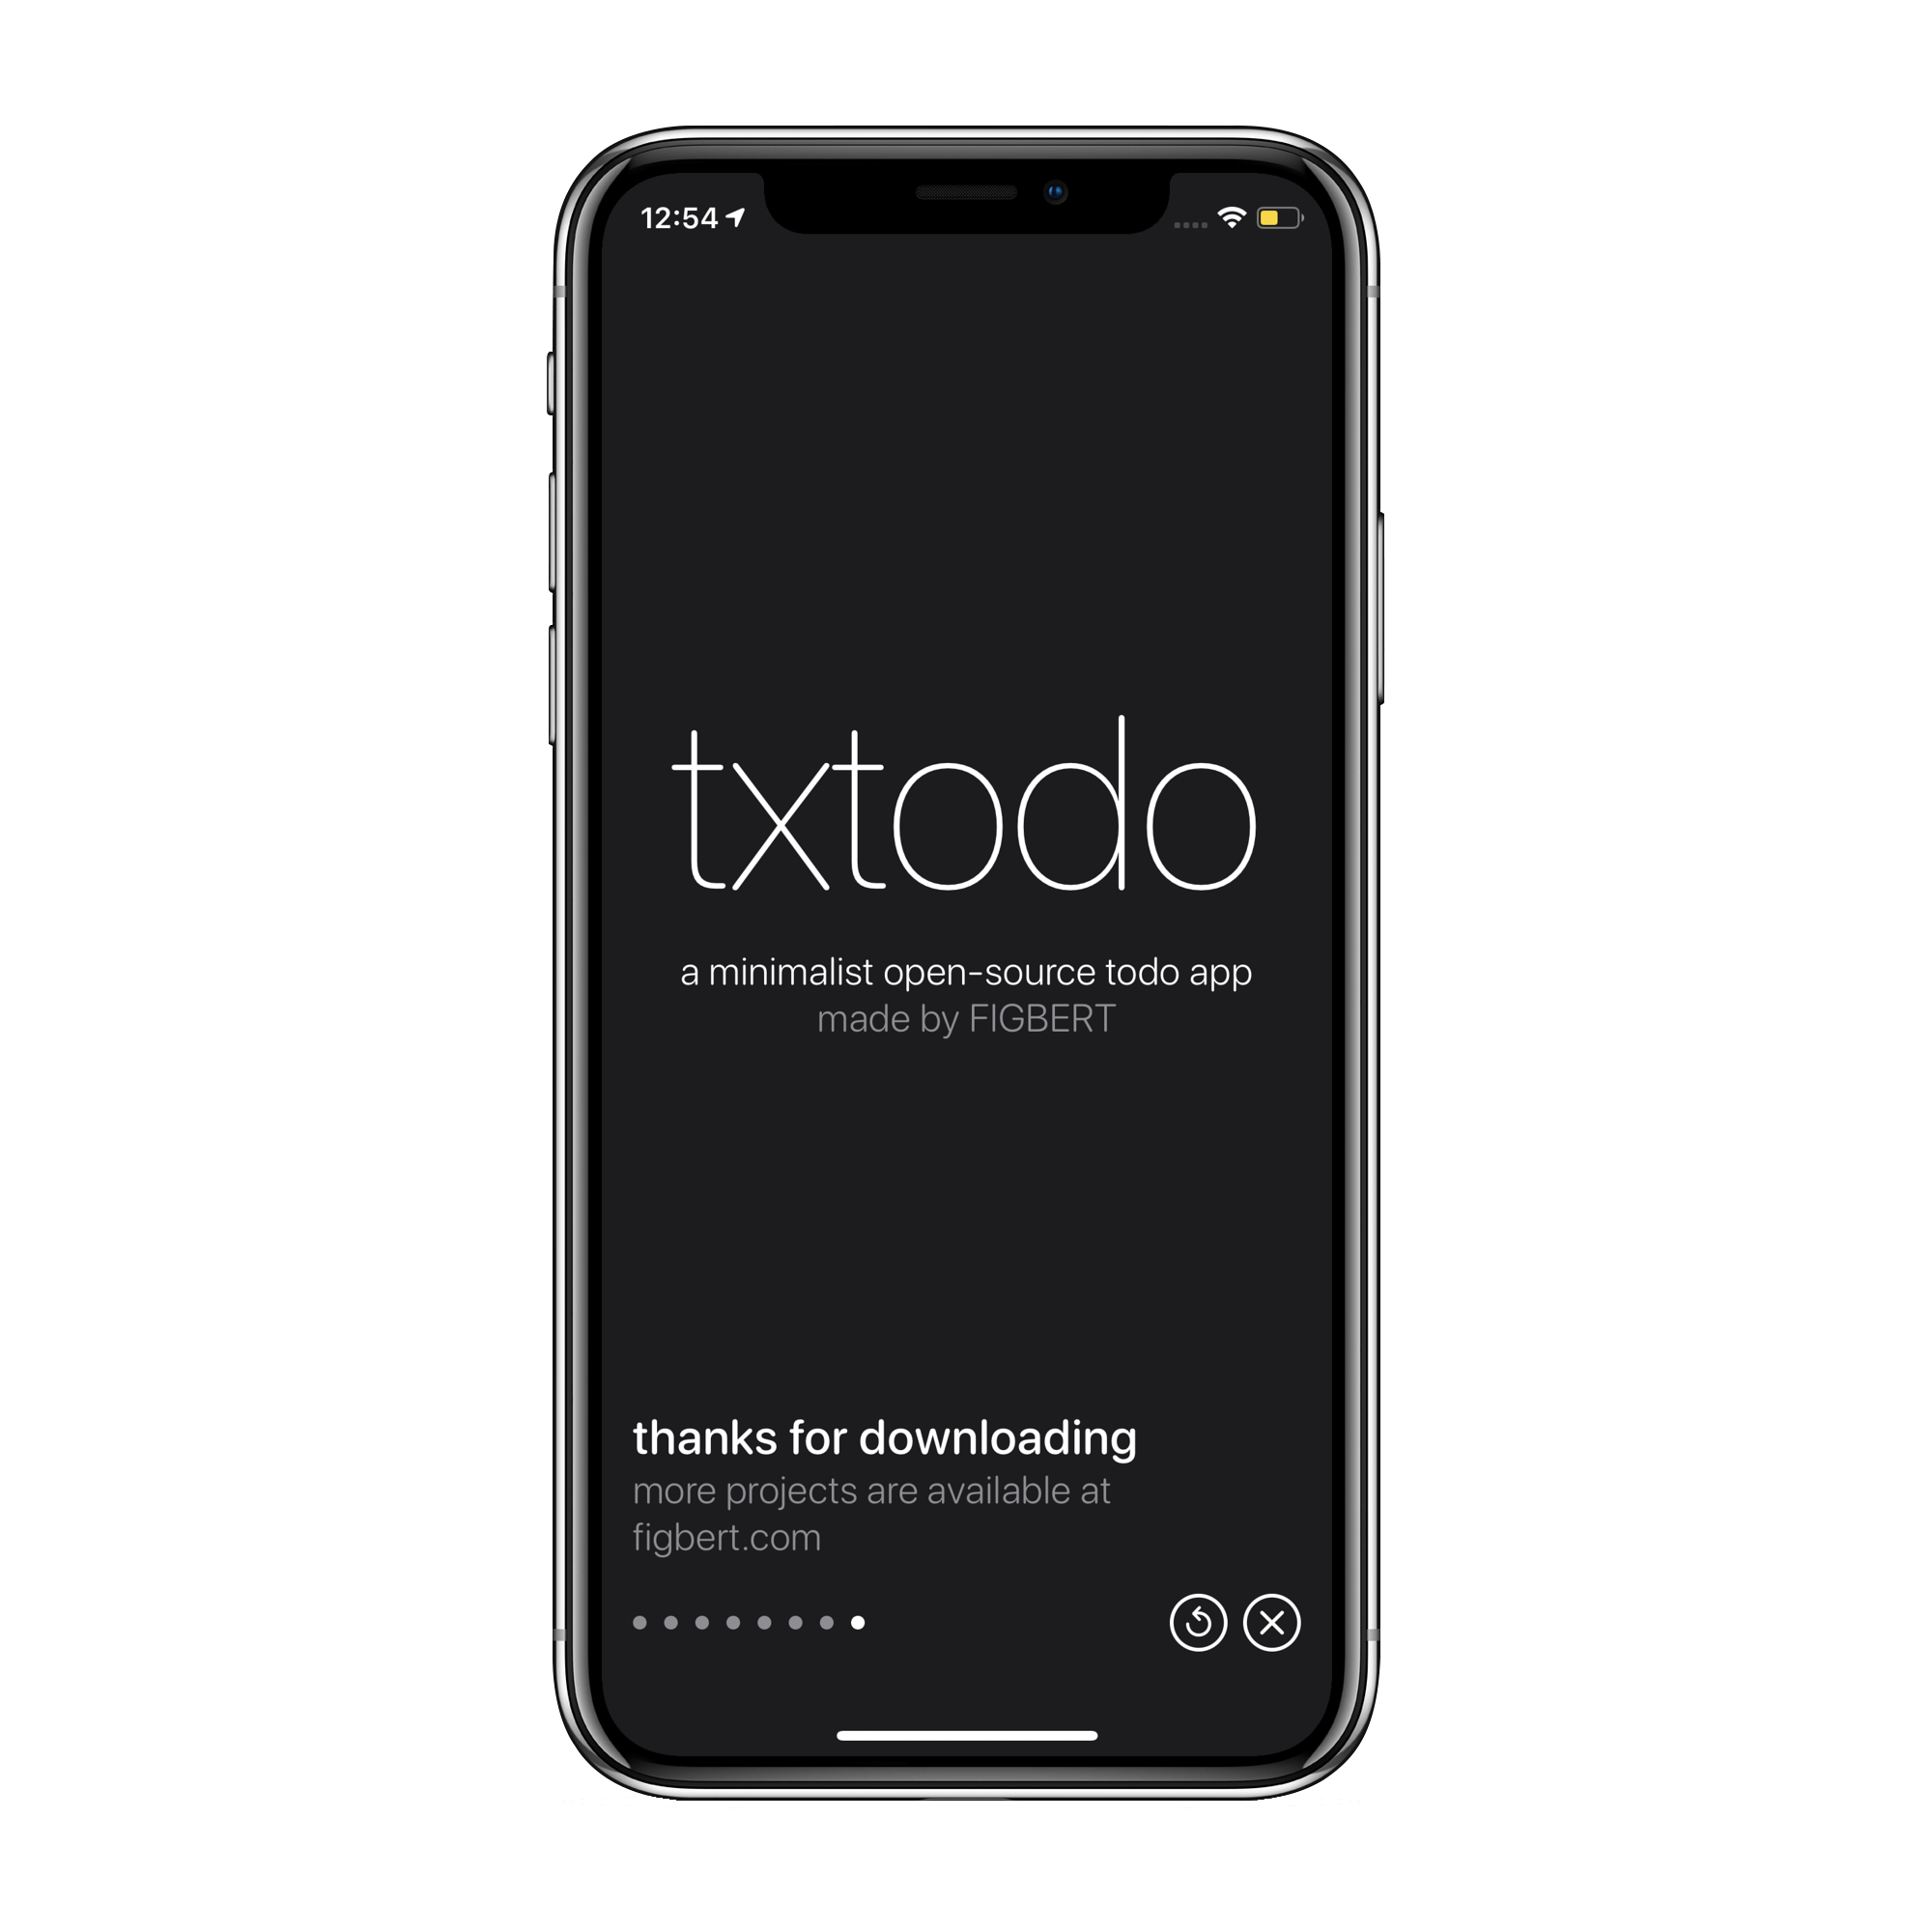 12:54
txtodo
a minimalist open-source todo app
made by FIGBERT
thanks for downloading
more projects are available at
figbert.com